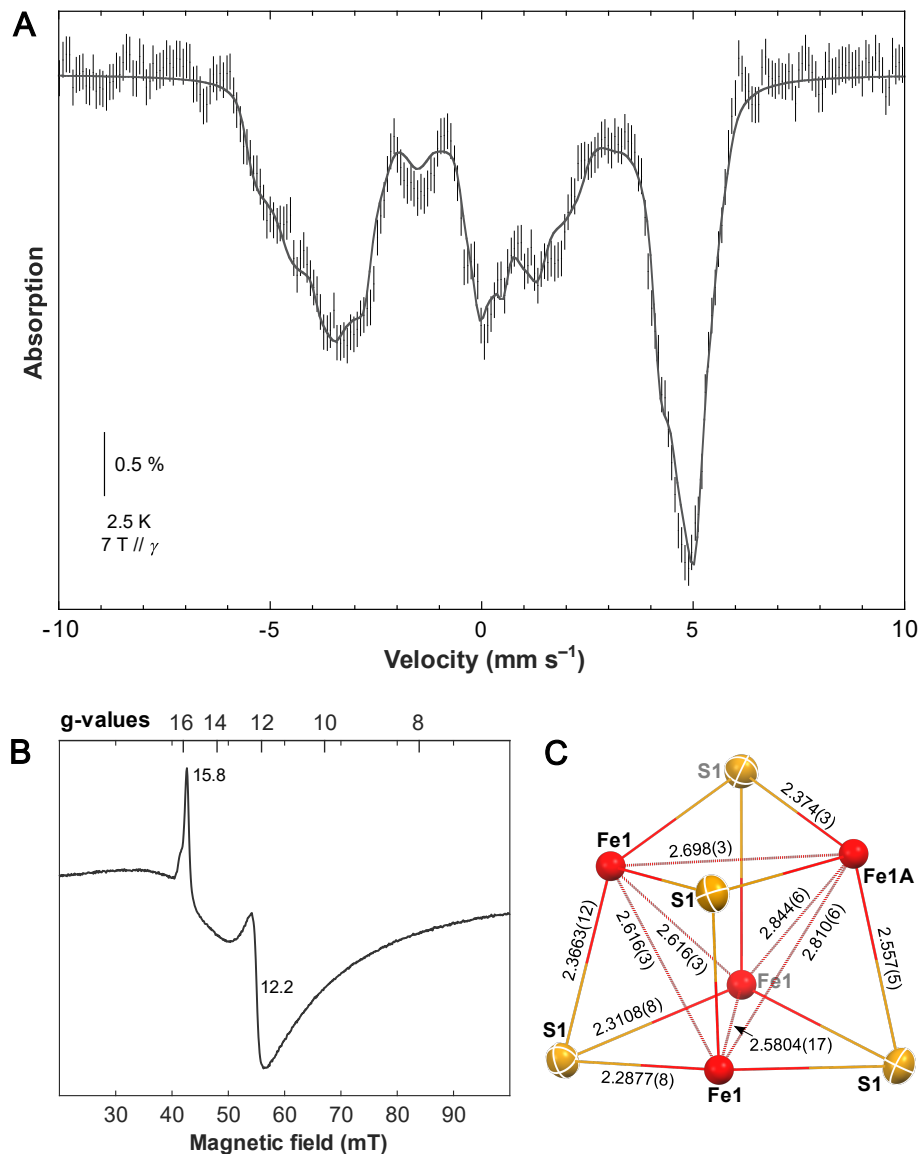 A
Absorption
0.5 %
2.5 K
7 T // γ
-10 -5 0 5 10
Velocity (mm s⁻¹)
B
g-values 16 14 12 10 8
15.8
12.2
30 40 50 60 70 80 90
Magnetic field (mT)
C
S1
2.374(3)
Fe1
2.698(3)
Fe1A
S1
2.3663(12)
2.616(3)
2.616(3)
2.844(6)
2.810(6)
2.557(5)
Fe1
2.3108(8)
S1
2.5804(17)
2.2877(8)
Fe1
S1